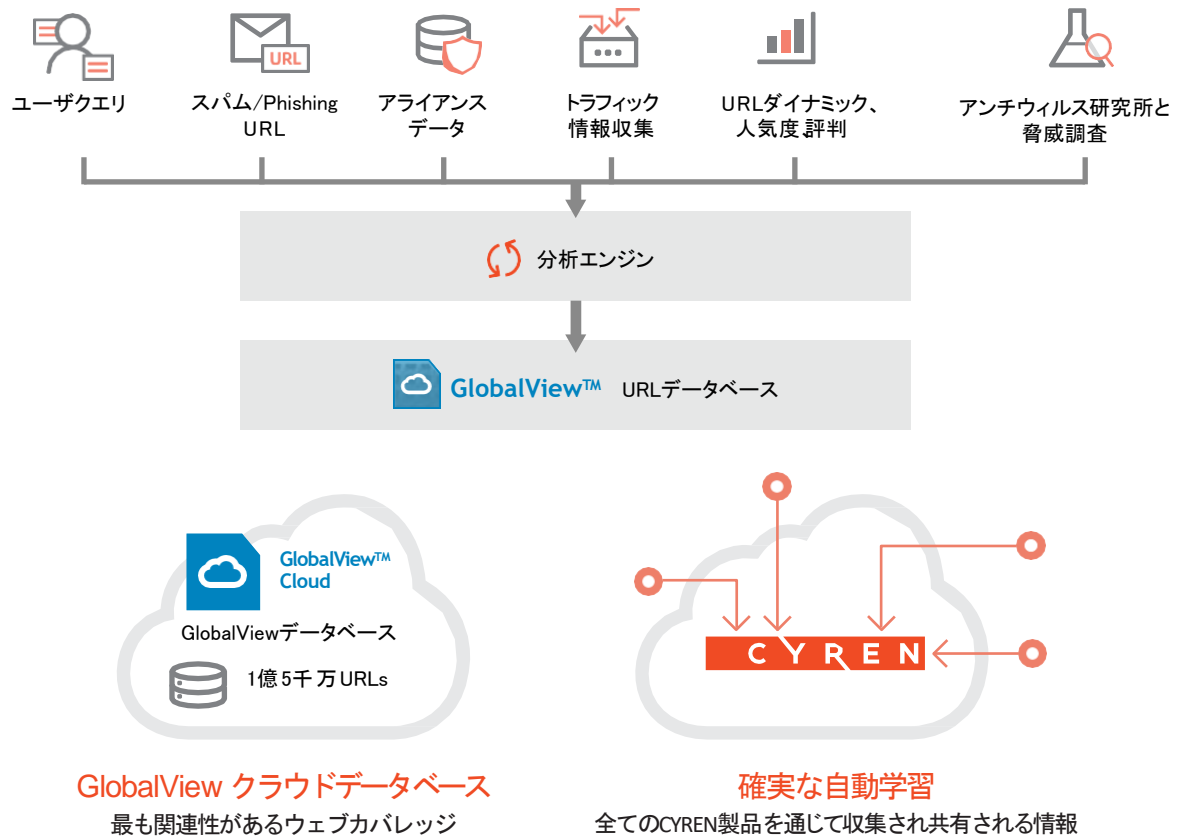 URL
ユーザクエリ
スパム/Phishing
URL
アライアンス
データ
トラフィック
情報収集
URLダイナミック、
人気度、評判
アンチウィルス研究所と
脅威調査
分析エンジン
GlobalView™ URLデータベース
GlobalView™
Cloud
GlobalViewデータベース
1億5千万URLs
CYREN
GlobalView クラウドデータベース
最も関連性があるウェブカバレッジ
確実な自動学習
全てのCYREN製品を通じて収集され共有される情報